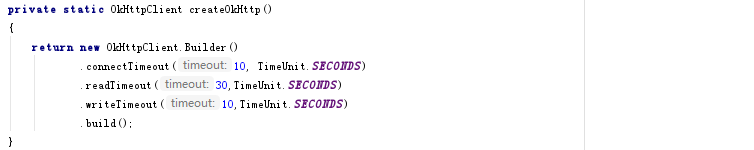 private static OkHttpClient createOkHttp()
{
return new OkHttpClient.Builder()
.connectTimeout( timeout: 10, TimeUnit.SECONDS)
.readTimeout( timeout: 30,TimeUnit.SECONDS)
.writeTimeout( timeout: 10,TimeUnit.SECONDS)
.build();
}